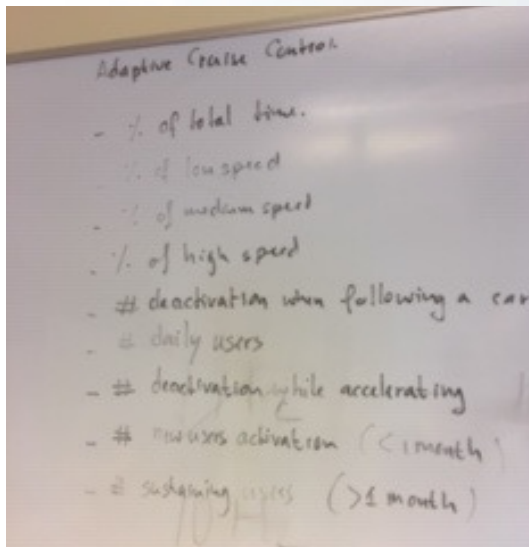 Adaptive Cruise Control
- % of total time.
% of low speed
- % of medium speed
- % of high speed
- # deactivation when following a car
- # daily users
- # deactivation while accelerating
- # new users activation (<1 month)
- # sustaining users (>1 month)